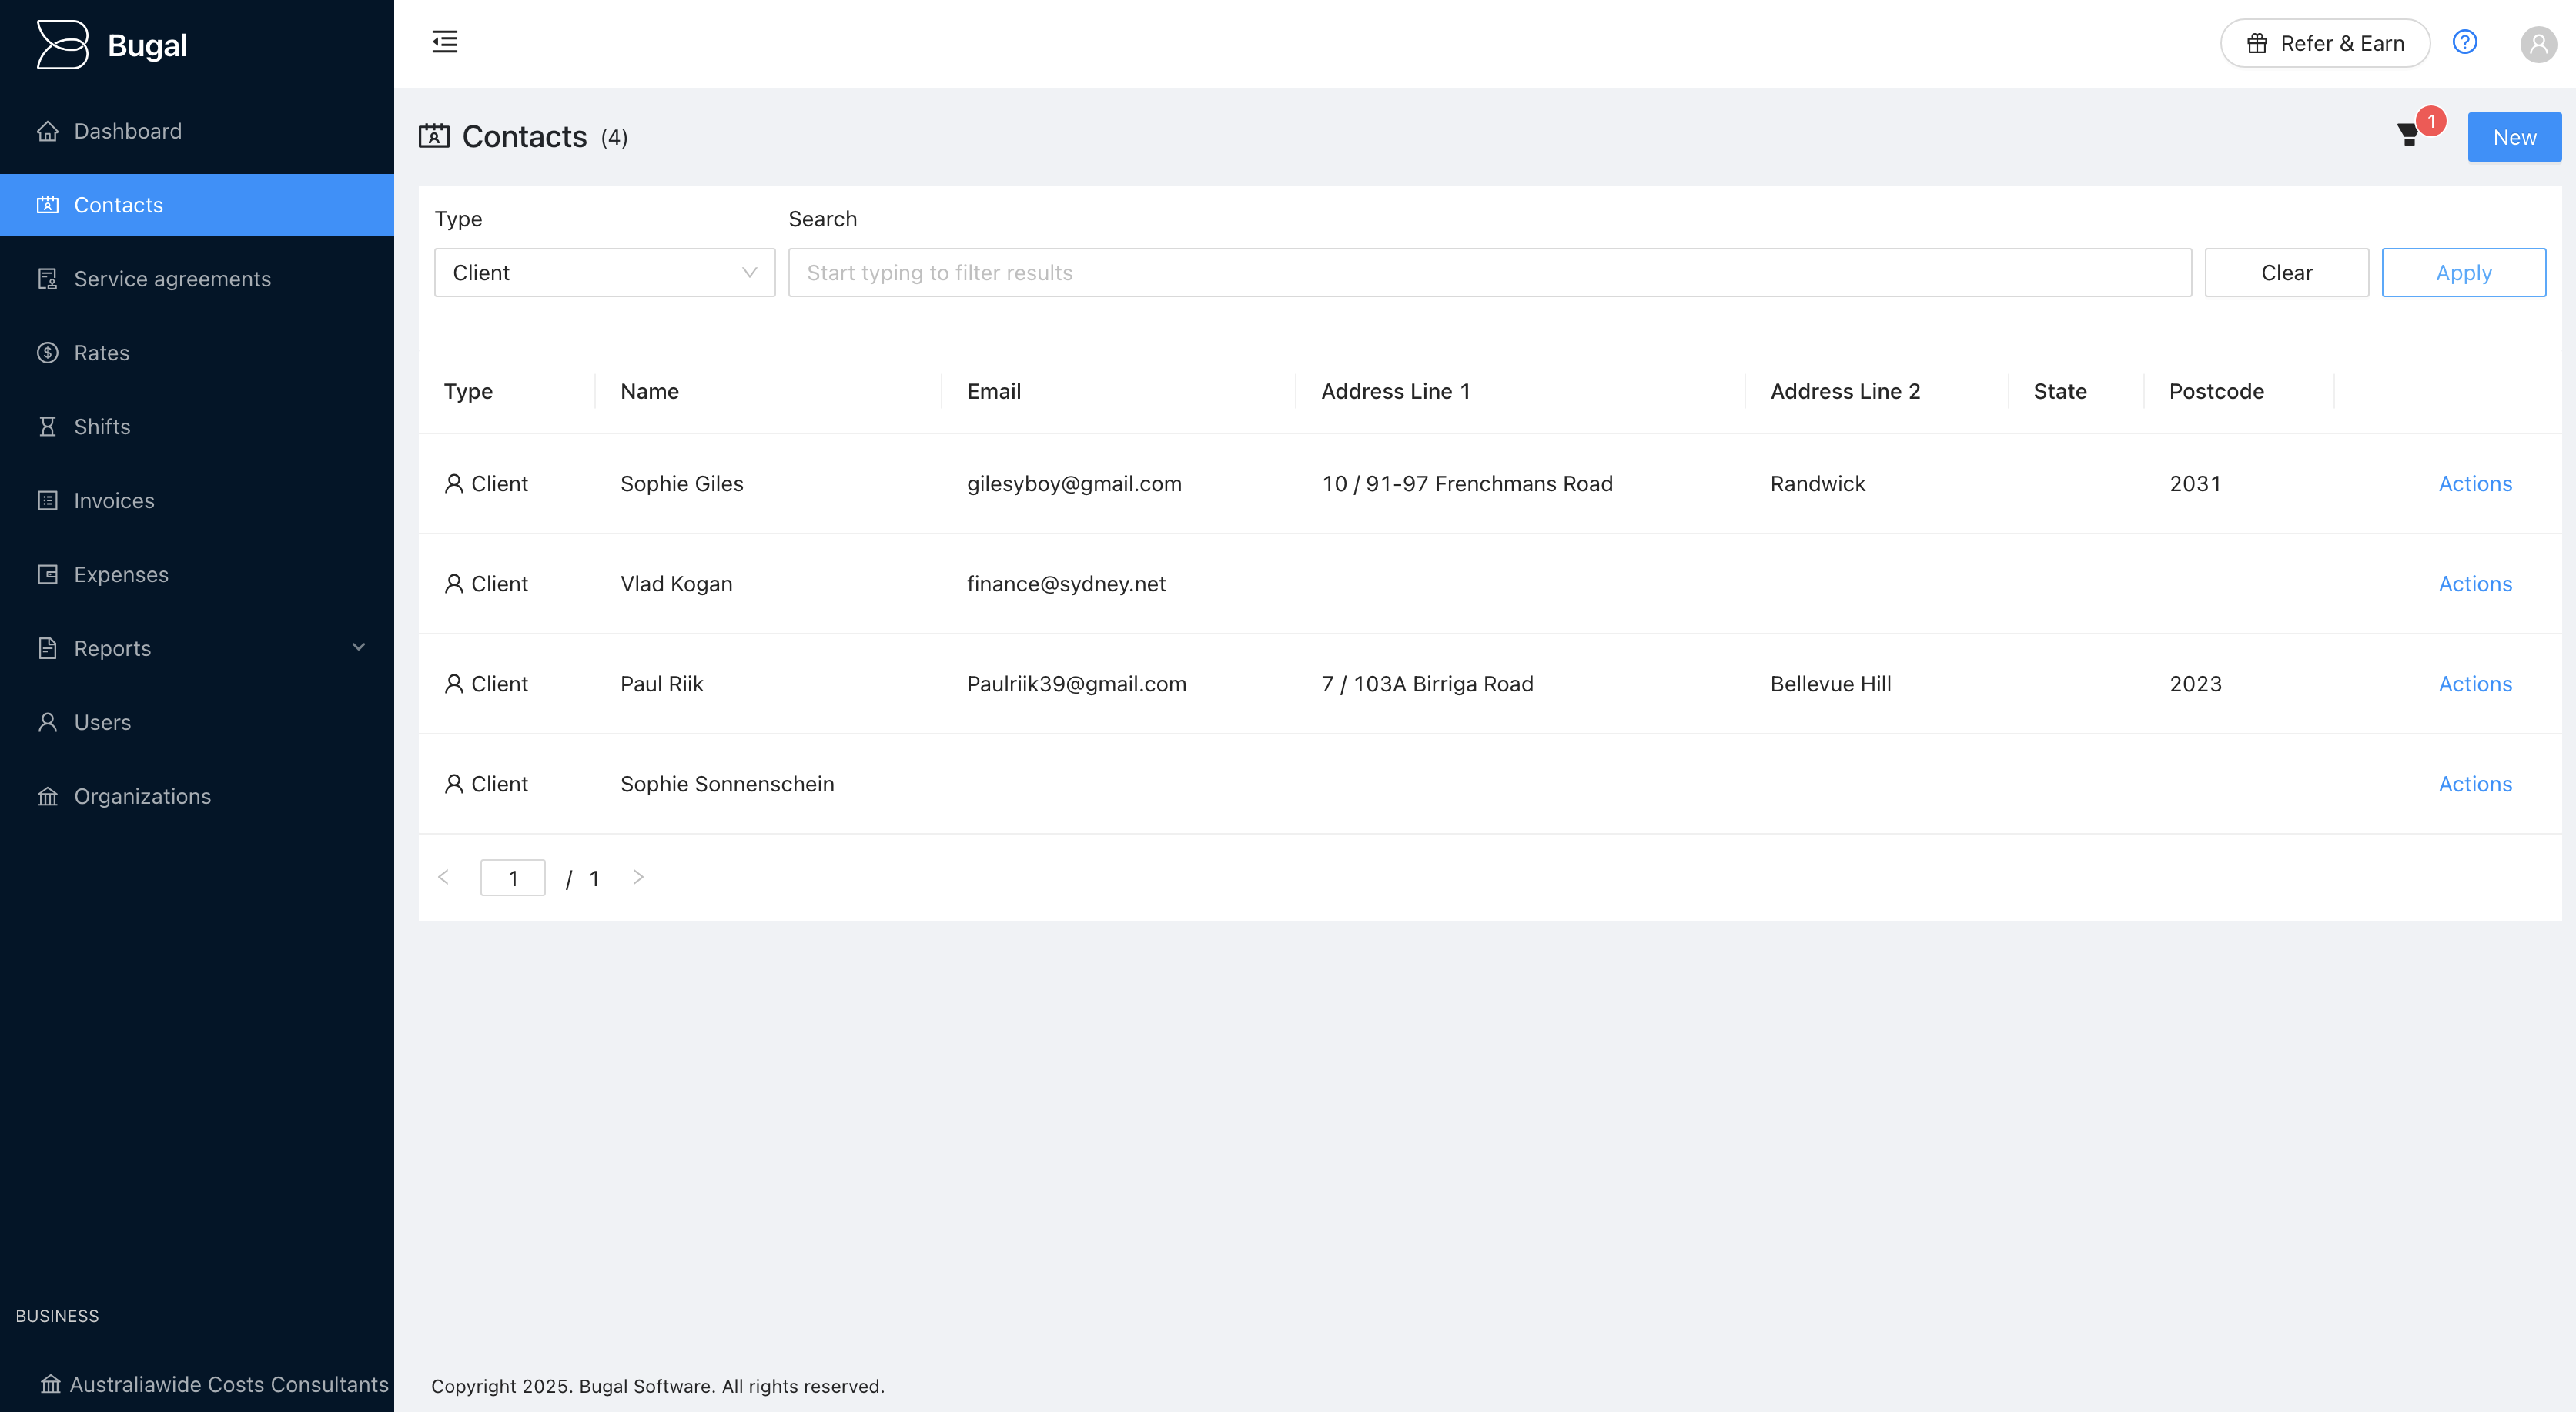 Bugal
Refer & Earn
Dashboard
Contacts
Service agreements
Rates
Shifts
Invoices
Expenses
Reports
Users
Organizations
BUSINESS
Australiawide Costs Consultants
Contacts (4)
1
New
Type Search
Client Start typing to filter results Clear Apply
Type Name Email Address Line 1 Address Line 2 State Postcode
Client Sophie Giles gilesyboy@gmail.com 10 / 91-97 Frenchmans Road Randwick 2031 Actions
Client Vlad Kogan finance@sydney.net Actions
Client Paul Riik Paulriik39@gmail.com 7 / 103A Birriga Road Bellevue Hill 2023 Actions
Client Sophie Sonnenschein Actions
1 / 1
Copyright 2025. Bugal Software. All rights reserved.